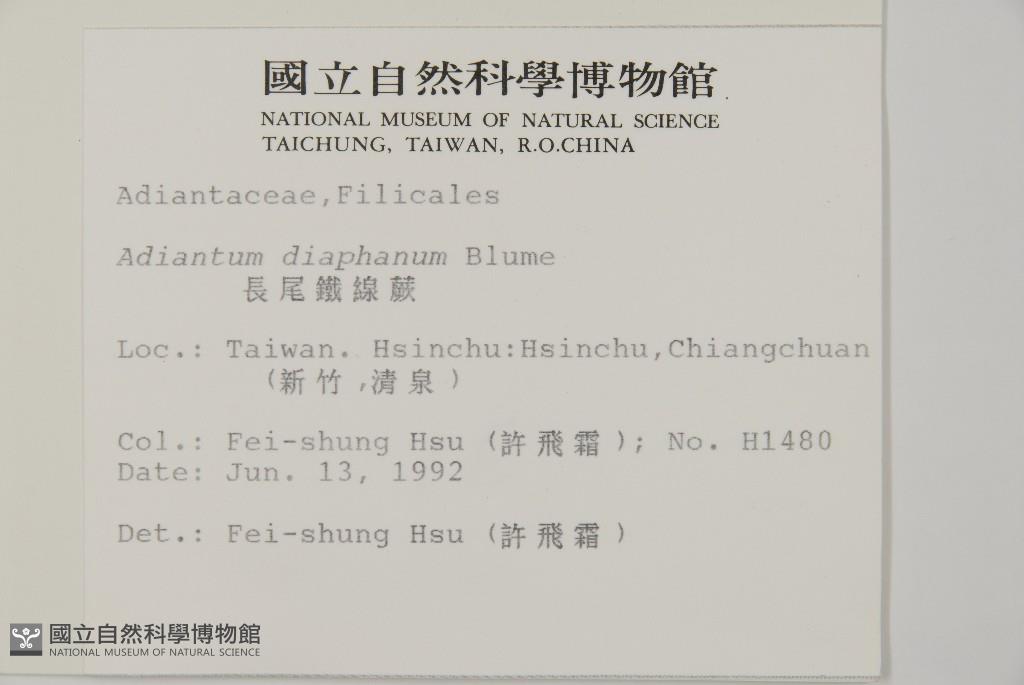 國立自然科學博物館
NATIONAL MUSEUM OF NATURAL SCIENCE
TAICHUNG, TAIWAN, R.O.CHINA
Adiantaceae,Filicales
Adiantum diaphanum Blume
長尾鐵線蕨
Loc.: Taiwan. Hsinchu:Hsinchu,Chiangchuan
(新竹,清泉)
Col.: Fei-shung Hsu (許飛霜); No. H1480
Date: Jun. 13, 1992
Det.: Fei-shung Hsu (許飛霜)
國立自然科學博物館
NATIONAL MUSEUM OF NATURAL SCIENCE